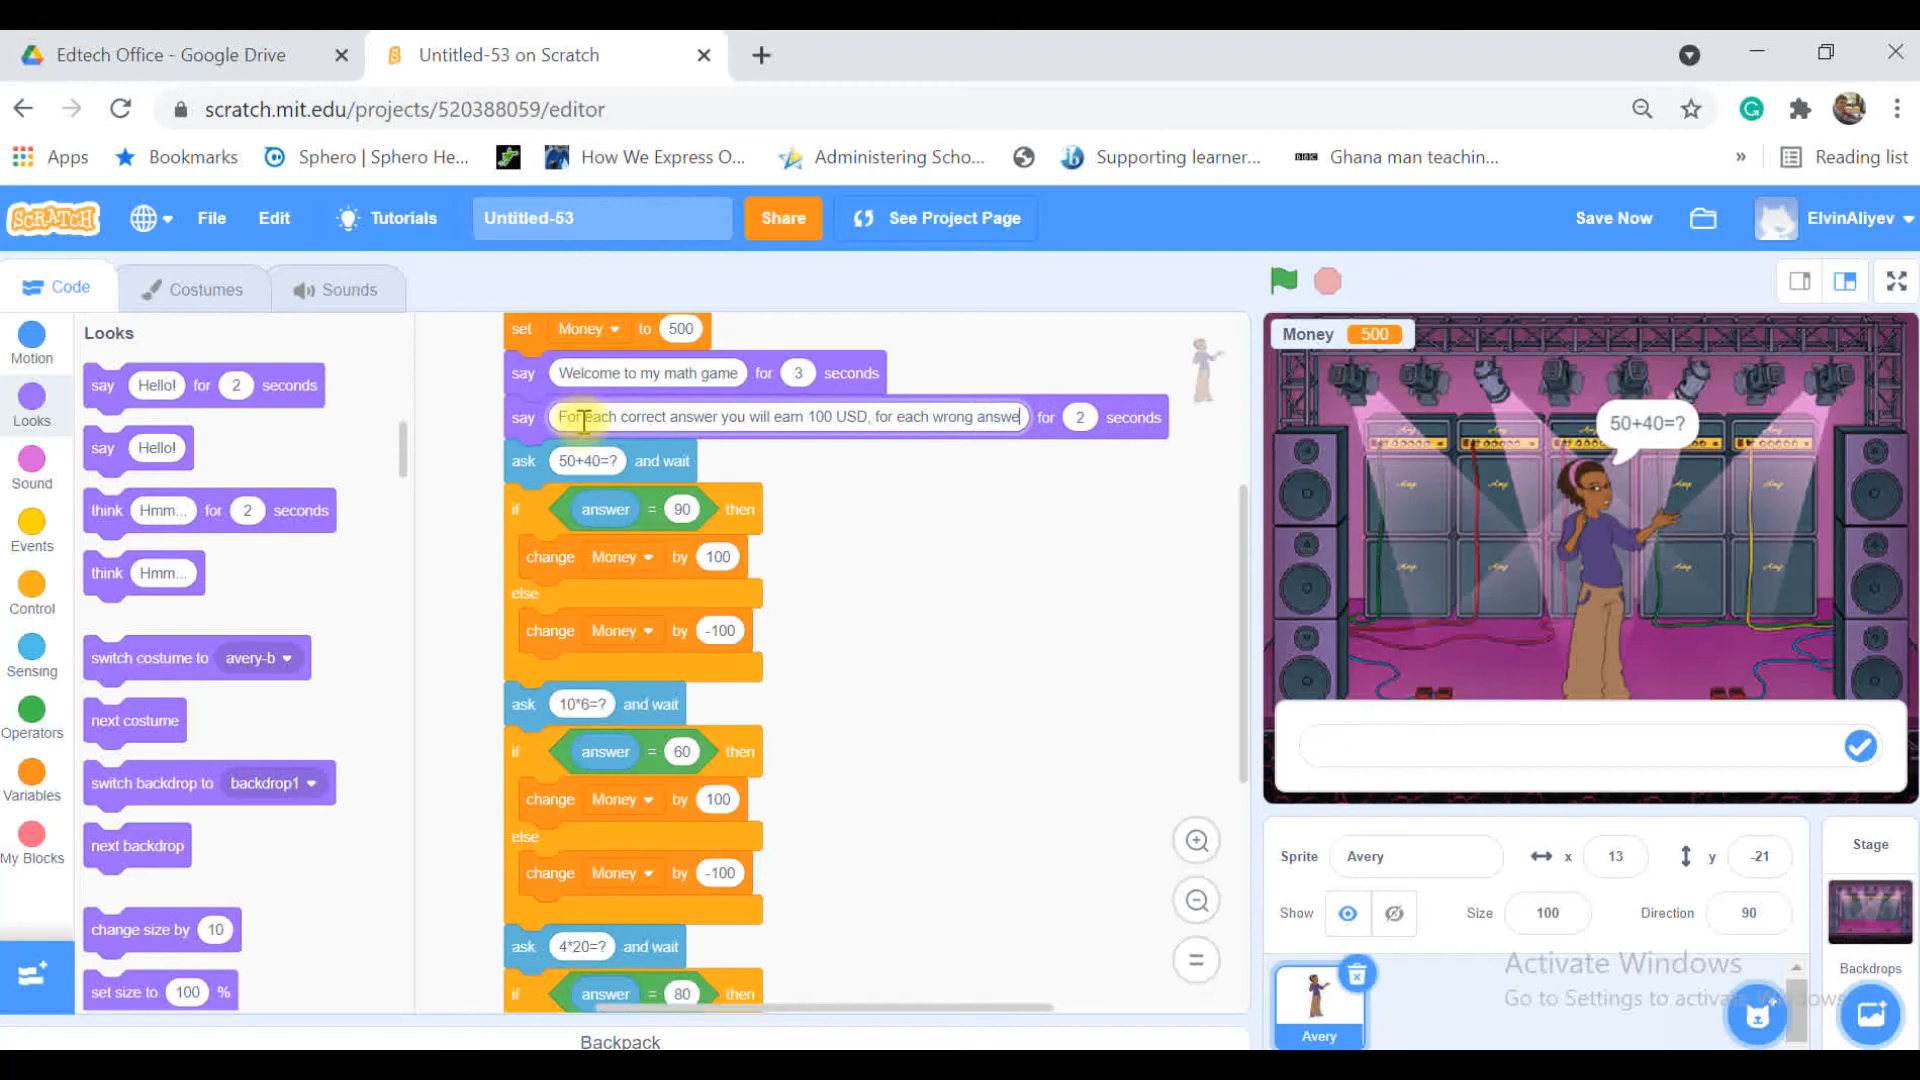 Edtech Office - Google Drive
Untitled-53 on Scratch
scratch.mit.edu/projects/520388059/editor
Apps
Bookmarks
Sphero | Sphero He...
How We Express O...
Administering Scho...
Supporting learner...
BBC
Ghana man teachin...
»
Reading list
SCRATCH
File
Edit
Tutorials
Untitled-53
Share
See Project Page
Save Now
ElvinAliyev
Code
Costumes
Sounds
Motion
Looks
Sound
Events
Control
Sensing
Operators
Variables
My Blocks
Looks
say Hello! for 2 seconds
say Hello!
think Hmm... for 2 seconds
think Hmm...
switch costume to avery-b
next costume
switch backdrop to backdrop1
next backdrop
change size by 10
set size to 100 %
set Money to 500
say Welcome to my math game for 3 seconds
say For each correct answer you will earn 100 USD, for each wrong answe for 2 seconds
ask 50+40=? and wait
if answer = 90 then
change Money by 100
else
change Money by -100
ask 10*6=? and wait
if answer = 60 then
change Money by 100
else
change Money by -100
ask 4*20=? and wait
if answer = 80 then
Backpack
Money 500
50+40=?
Sprite Avery x 13 y -21
Show Size 100 Direction 90
Avery
Stage
Backdrops
Activate Windows
Go to Settings to activate Windows